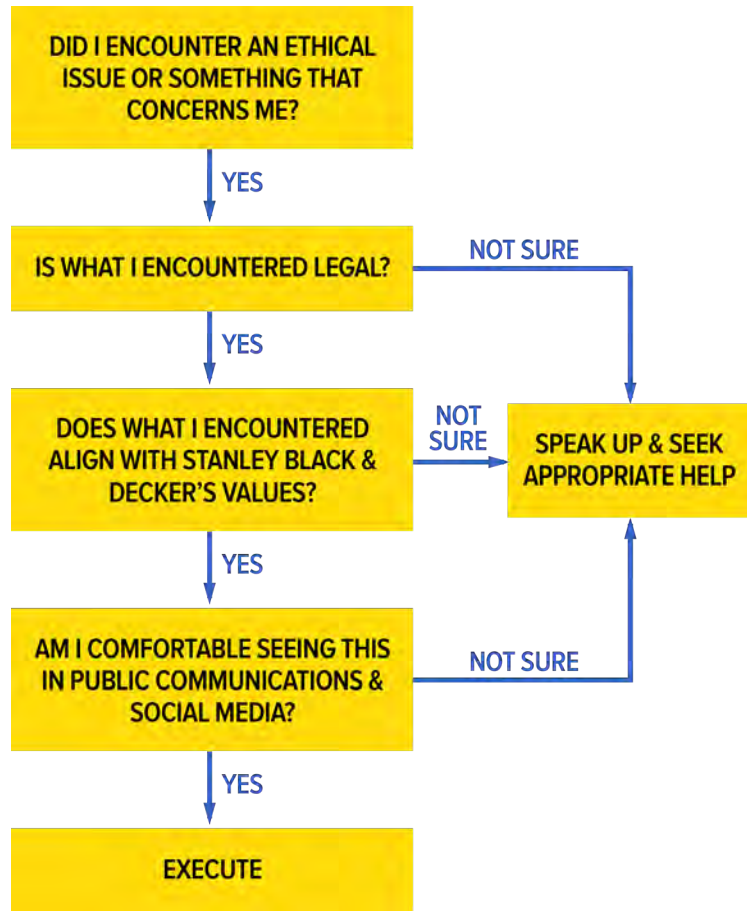 DID I ENCOUNTER AN ETHICAL
ISSUE OR SOMETHING THAT
CONCERNS ME?
YES
IS WHAT I ENCOUNTERED LEGAL?
NOT SURE
YES
DOES WHAT I ENCOUNTERED
ALIGN WITH STANLEY BLACK &
DECKER'S VALUES?
NOT
SURE
SPEAK UP & SEEK
APPROPRIATE HELP
YES
AM I COMFORTABLE SEEING THIS
IN PUBLIC COMMUNICATIONS &
SOCIAL MEDIA?
NOT SURE
YES
EXECUTE